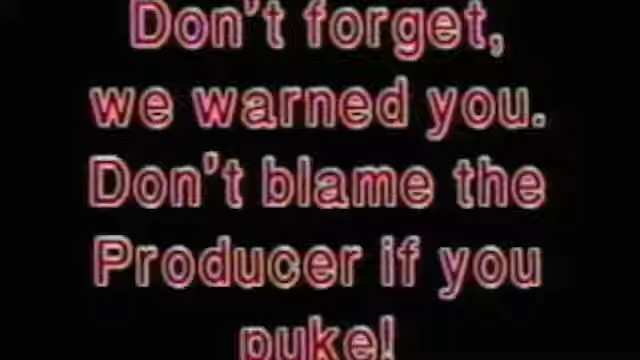 Don't forget,
we warned you.
Don't blame the
Producer if you
puke!